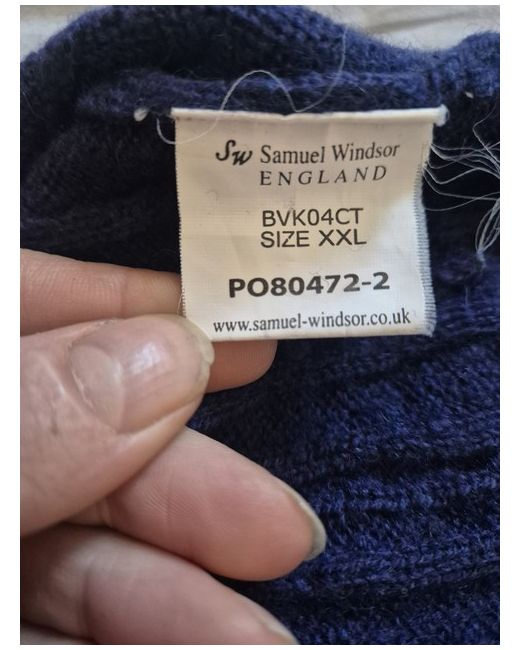 SW Samuel Windsor
ENGLAND
BVK04CT
SIZE XXL
PO80472-2
www.samuel-windsor.co.uk